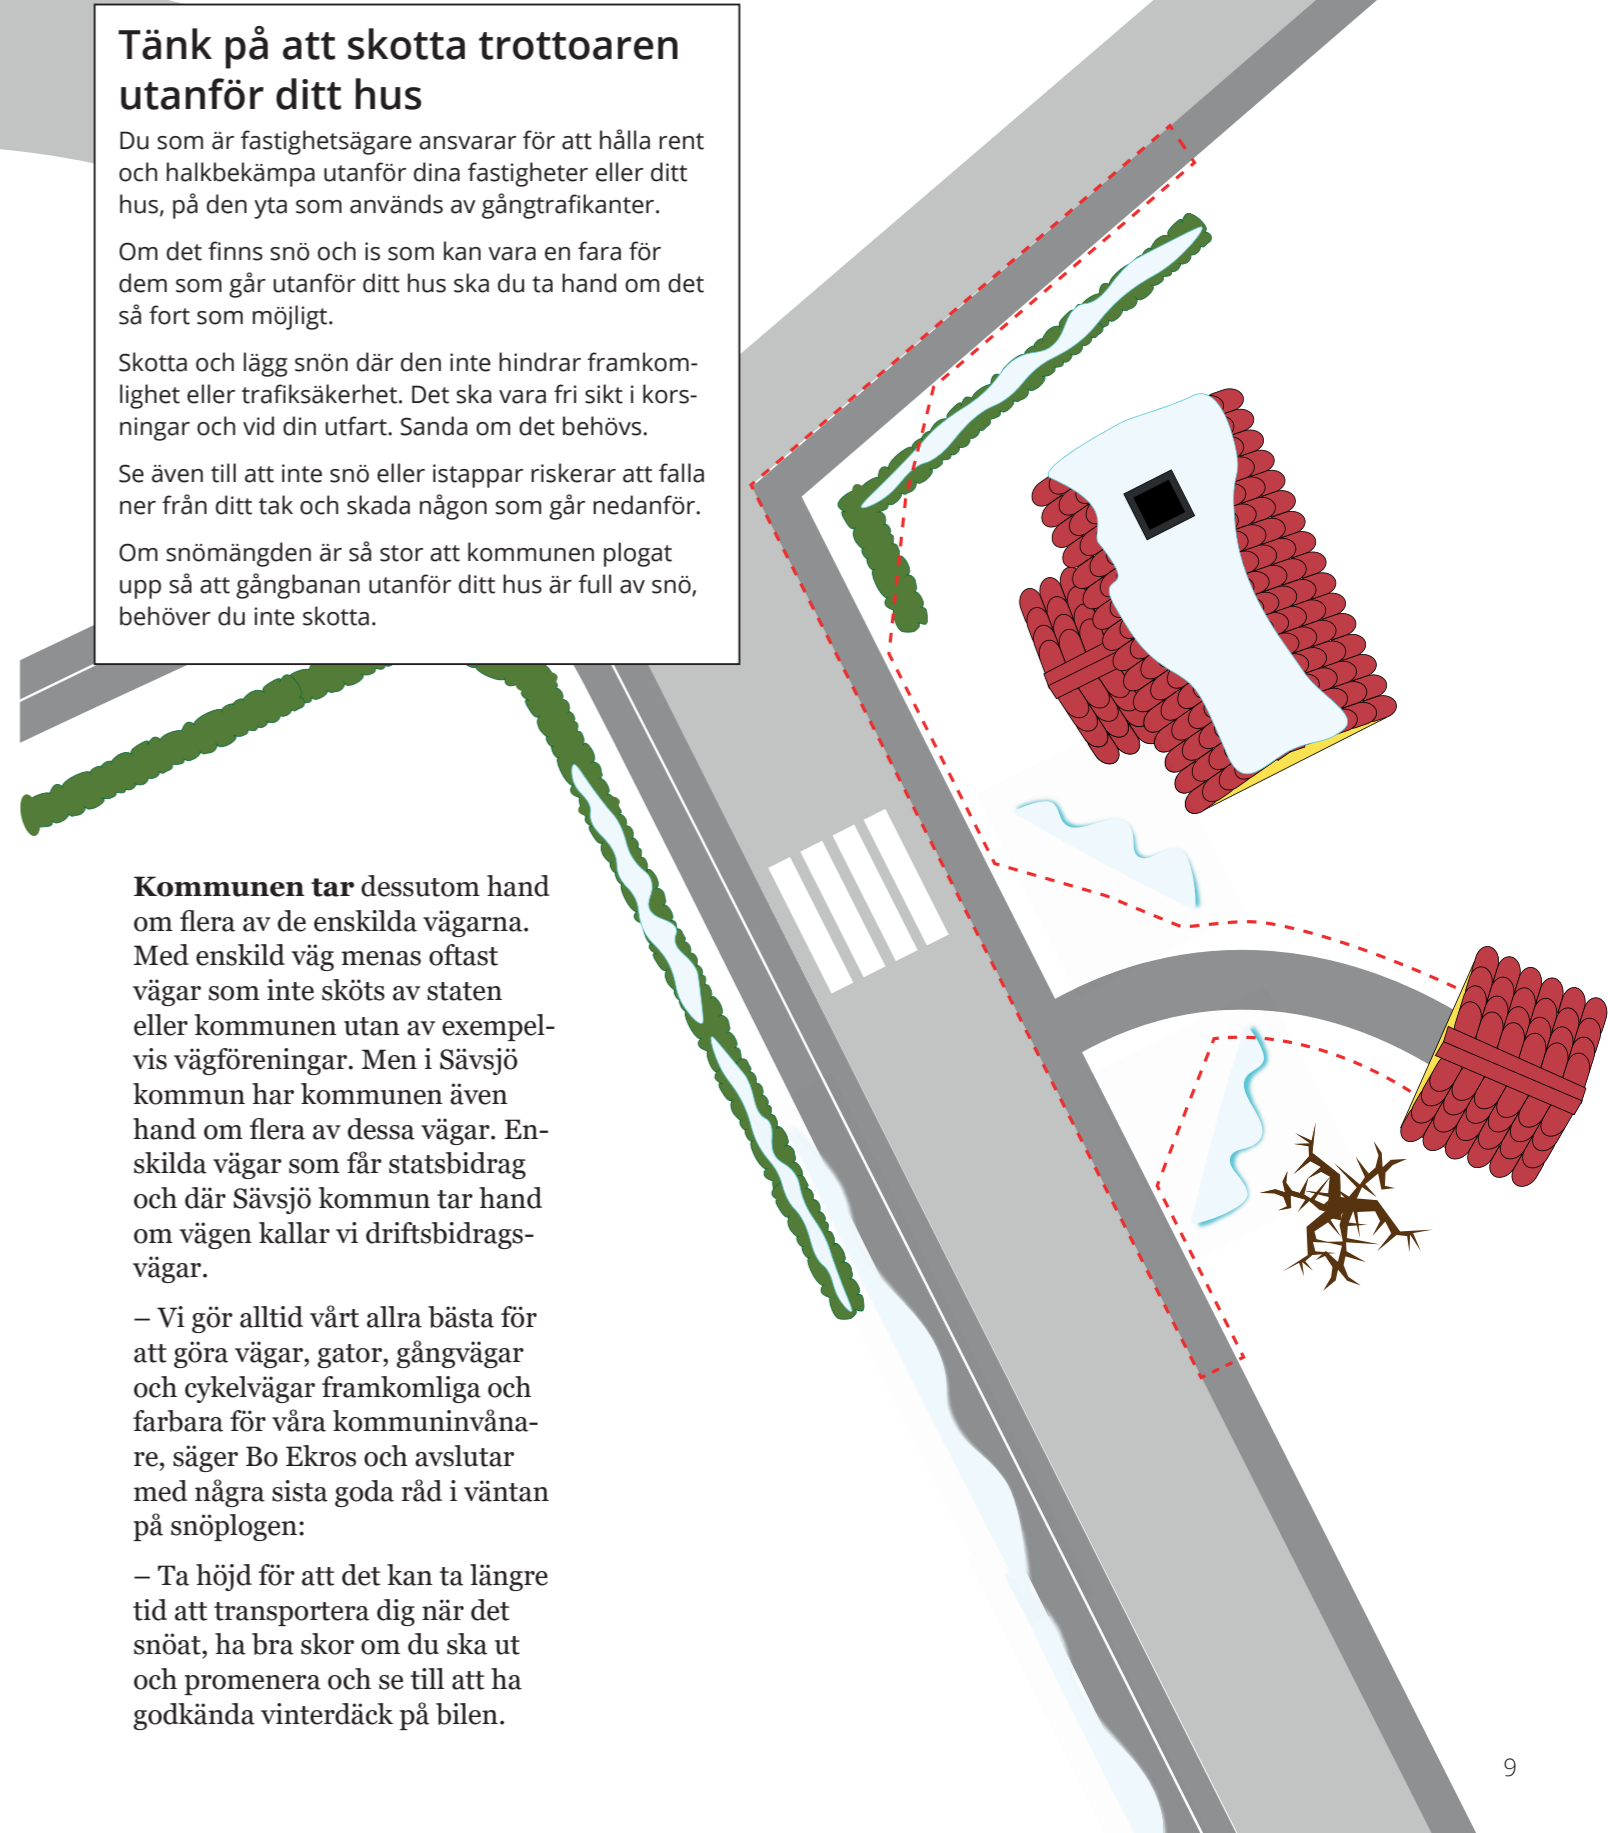 Tänk på att skotta trottoaren
utanför ditt hus
Du som är fastighetsägare ansvarar för att hålla rent
och halkbekämpa utanför dina fastigheter eller ditt
hus, på den yta som används av gångtrafikanter.
Om det finns snö och is som kan vara en fara för
dem som går utanför ditt hus ska du ta hand om det
så fort som möjligt.
Skotta och lägg snön där den inte hindrar framkom-
lighet eller trafiksäkerhet. Det ska vara fri sikt i kors-
ningar och vid din utfart. Sanda om det behövs.
Se även till att inte snö eller istappar riskerar att falla
ner från ditt tak och skada någon som går nedanför.
Om snömängden är så stor att kommunen plogat
upp så att gångbanan utanför ditt hus är full av snö,
behöver du inte skotta.
Kommunen tar dessutom hand
om flera av de enskilda vägarna.
Med enskild väg menas oftast
vägar som inte sköts av staten
eller kommunen utan av exempel-
vis vägföreningar. Men i Sävsjö
kommun har kommunen även
hand om flera av dessa vägar. En-
skilda vägar som får statsbidrag
och där Sävsjö kommun tar hand
om vägen kallar vi driftsbidrags-
vägar.
– Vi gör alltid vårt allra bästa för
att göra vägar, gator, gångvägar
och cykelvägar framkomliga och
farbara för våra kommuninvåna-
re, säger Bo Ekros och avslutar
med några sista goda råd i väntan
på snöplogen:
– Ta höjd för att det kan ta längre
tid att transportera dig när det
snöat, ha bra skor om du ska ut
och promenera och se till att ha
godkända vinterdäck på bilen.
9